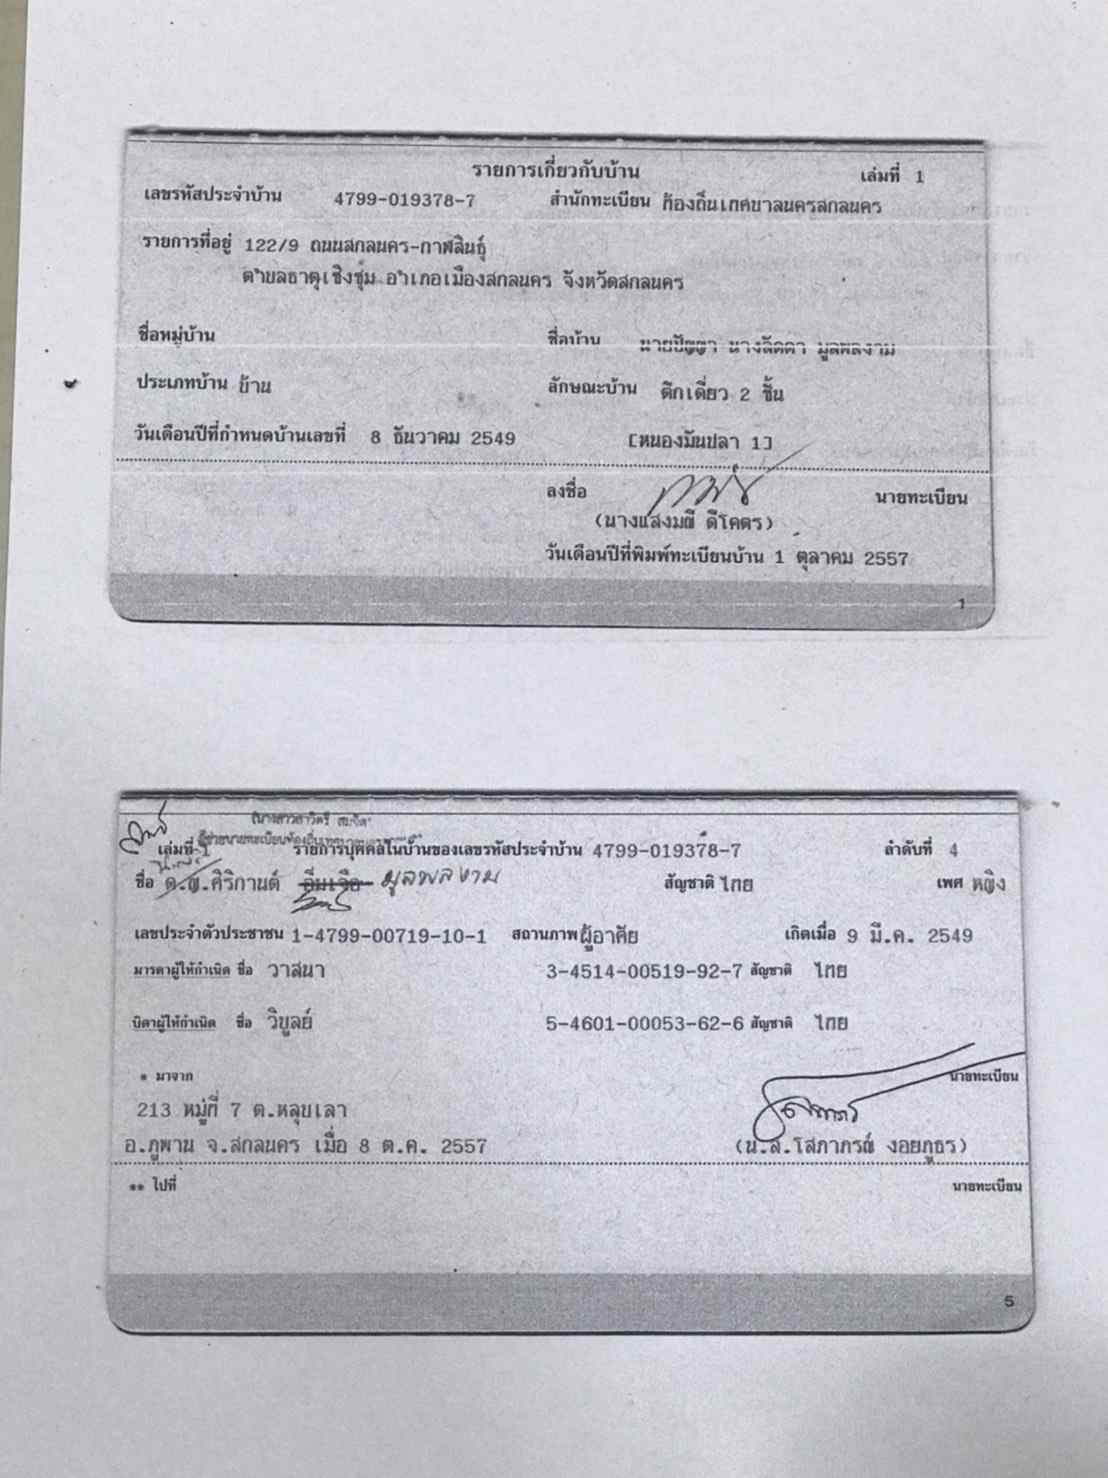 รายการเกี่ยวกับบ้าน เล่มที่ 1
เลขรหัสประจำบ้าน 4799-019378-7 สำนักทะเบียน ท้องถิ่นเทศบาลนครสกลนคร
รายการที่อยู่ 122/9 ถนนสกลนคร-กาฬสินธุ์
ตำบลธาตุเชิงชุม อำเภอเมืองสกลนคร จังหวัดสกลนคร
ชื่อหมู่บ้าน ชื่อบ้าน นายปัญญา นางลัดดา มูลพลงาม
ประเภทบ้าน บ้าน ลักษณะบ้าน ตึกเดี่ยว 2 ชั้น
วันเดือนปีที่กำหนดบ้านเลขที่ 8 ธันวาคม 2549 [หนองมันปลา 1]
ลงชื่อ นายทะเบียน
(นางแสงมณี ดีโคตร)
วันเดือนปีที่พิมพ์ทะเบียนบ้าน 1 ตุลาคม 2557
1
เล่มที่ 1 รายการบุคคลในบ้านของเลขรหัสประจำบ้าน 4799-019378-7 ลำดับที่ 4
ชื่อ ด.ญ.ศิริกานต์ อิ่มเจือ มูลพลงาม สัญชาติ ไทย เพศ หญิง
เลขประจำตัวประชาชน 1-4799-00719-10-1 สถานภาพ ผู้อาศัย เกิดเมื่อ 9 มี.ค. 2549
มารดาผู้ให้กำเนิด ชื่อ วาสนา 3-4514-00519-92-7 สัญชาติ ไทย
บิดาผู้ให้กำเนิด ชื่อ วิบูลย์ 5-4601-00053-62-6 สัญชาติ ไทย
* มาจาก นายทะเบียน
213 หมู่ที่ 7 ต.หลุบเลา
อ.ภูพาน จ.สกลนคร เมื่อ 8 ต.ค. 2557 (น.ส.โสภาภรณ์ งอยภูธร)
** ไปที่ นายทะเบียน
5